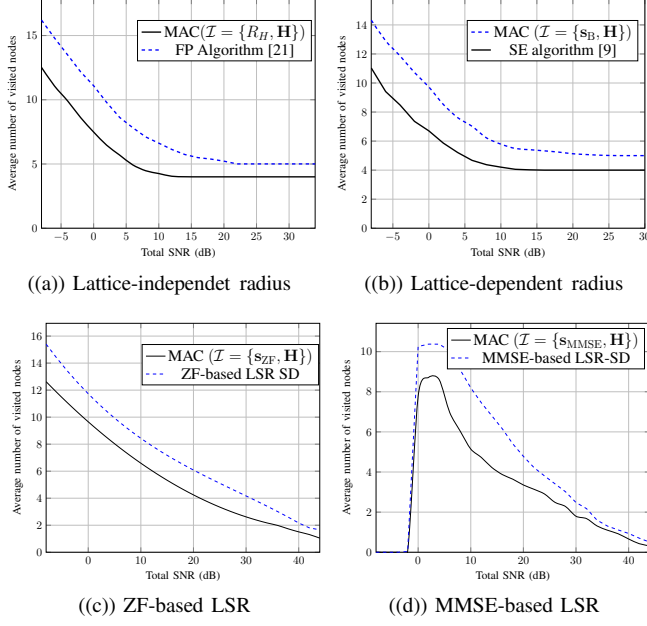 MAC(I = {R_H, H})
FP Algorithm [21]
Average number of visited nodes
15
10
5
0
−5 0 5 10 15 20 25 30
Total SNR (dB)
((a)) Lattice-independet radius
MAC (I = {s_B, H})
SE algorithm [9]
Average number of visited nodes
14
12
10
8
6
4
2
0
−5 0 5 10 15 20 25 30
Total SNR (dB)
((b)) Lattice-dependent radius
MAC (I = {s_ZF, H})
ZF-based LSR SD
Average number of visited nodes
16
14
12
10
8
6
4
2
0
0 10 20 30 40
Total SNR (dB)
((c)) ZF-based LSR
MAC (I = {s_MMSE, H})
MMSE-based LSR-SD
Average number of visited nodes
10
8
6
4
2
0
0 10 20 30 40
Total SNR (dB)
((d)) MMSE-based LSR